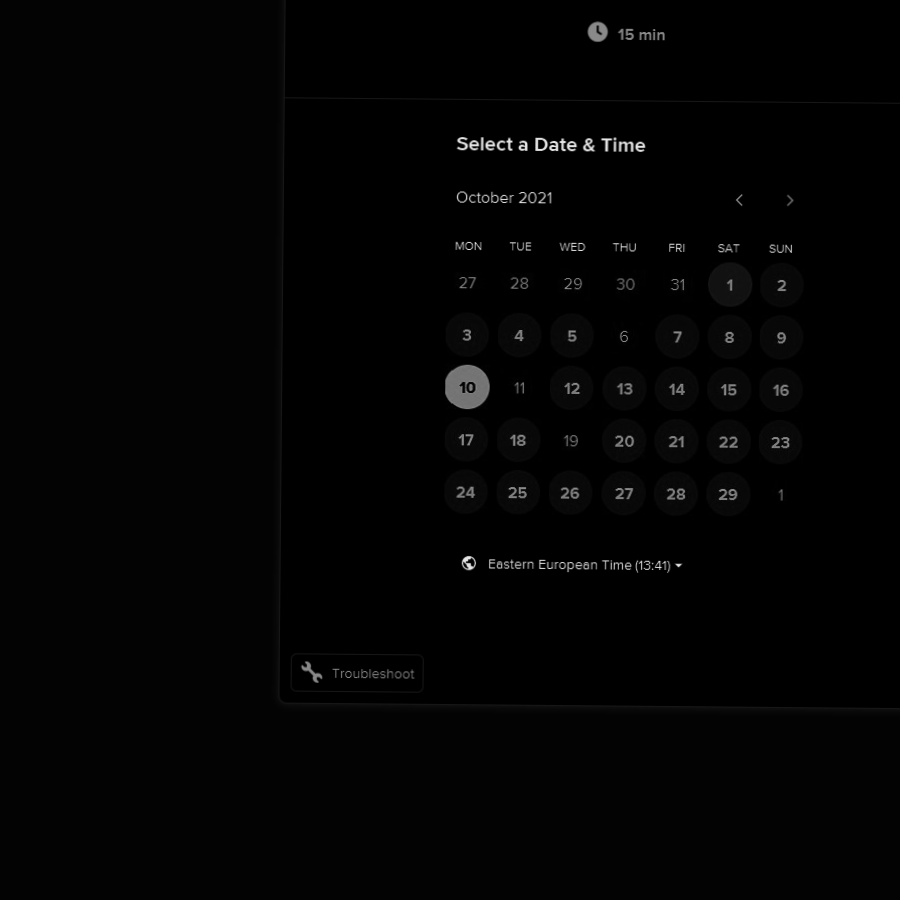 15 min
Select a Date & Time
October 2021
MON TUE WED THU FRI SAT SUN
27 28 29 30 31 1 2
3 4 5 6 7 8 9
10 11 12 13 14 15 16
17 18 19 20 21 22 23
24 25 26 27 28 29 1
Eastern European Time (13:41)
Troubleshoot